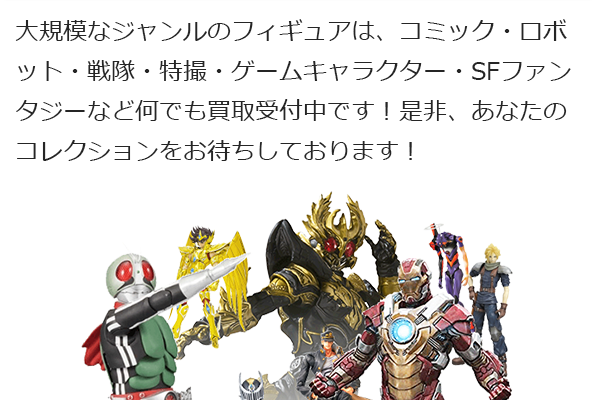 大規模なジャンルのフィギュアは、コミック・ロボ
ット・戦隊・特撮・ゲームキャラクター・SFファン
タジーなど何でも買取受付中です！是非、あなたの
コレクションをお待ちしております！